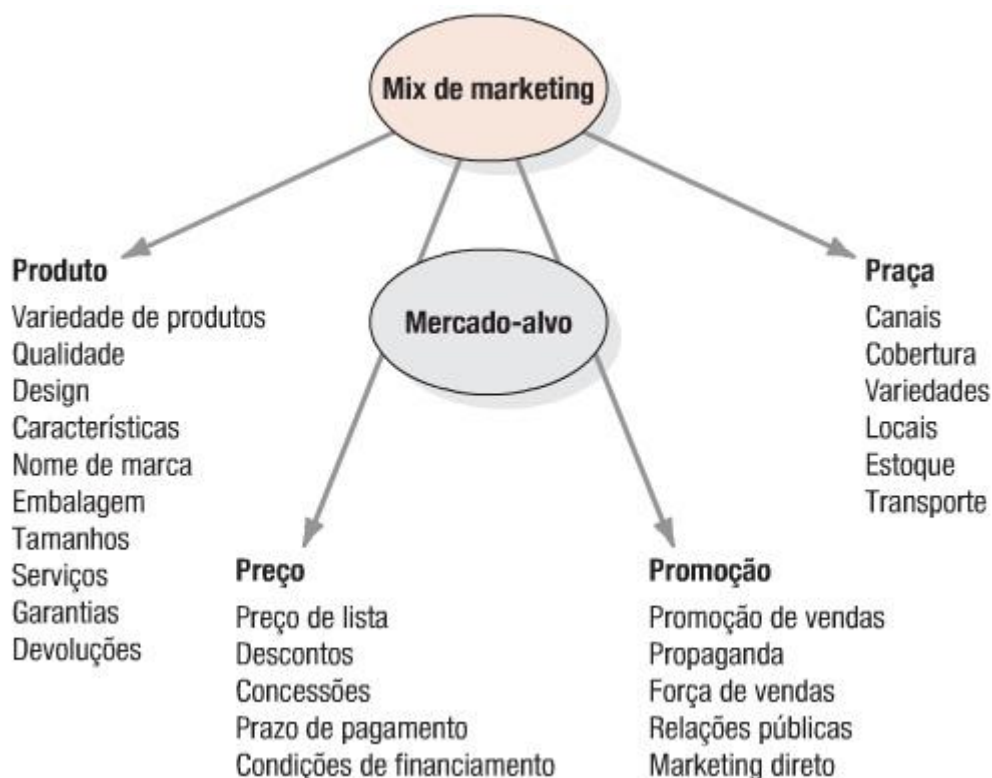 Mix de marketing
Mercado-alvo
Produto
Variedade de produtos
Qualidade
Design
Características
Nome de marca
Embalagem
Tamanhos
Serviços
Garantias
Devoluções
Preço
Preço de lista
Descontos
Concessões
Prazo de pagamento
Condições de financiamento
Promoção
Promoção de vendas
Propaganda
Força de vendas
Relações públicas
Marketing direto
Praça
Canais
Cobertura
Variedades
Locais
Estoque
Transporte